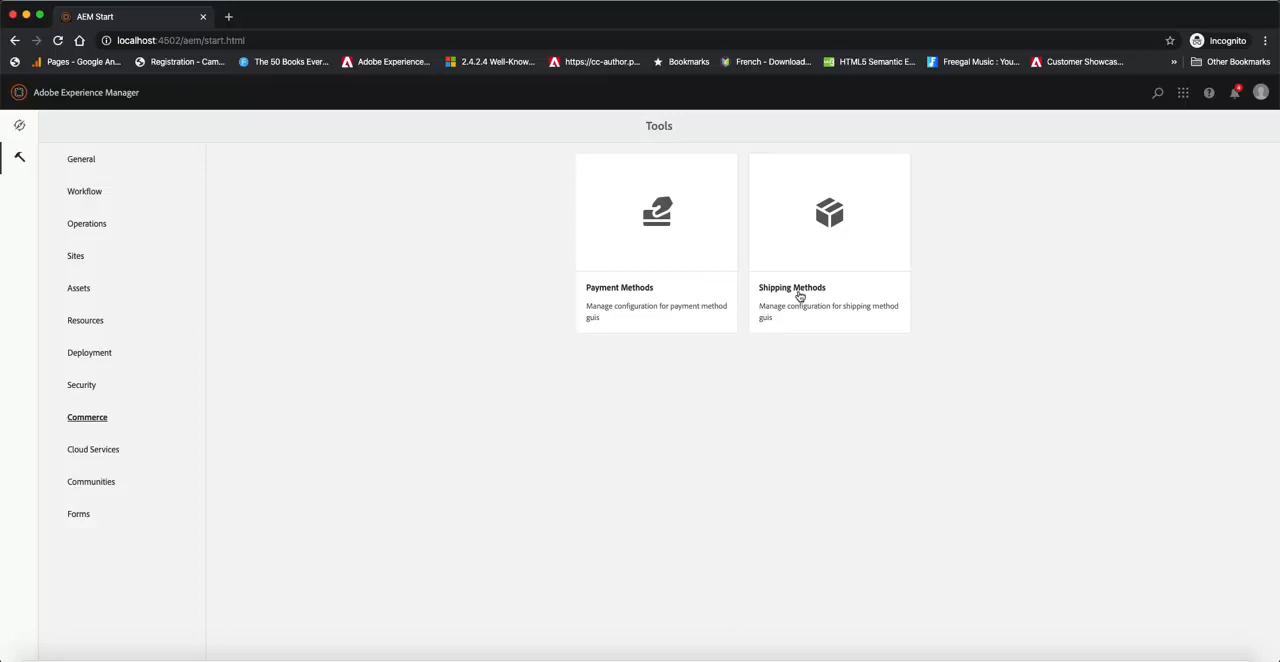 AEM Start
localhost:4502/aem/start.html
Incognito
Pages - Google An...
Registration - Cam...
The 50 Books Ever...
Adobe Experience...
2.4.2.4 Well-Know...
https://cc-author.p...
Bookmarks
French - Download...
HTML5 Semantic E...
Freegal Music : You...
Customer Showcas...
»
Other Bookmarks
Adobe Experience Manager
Tools
General
Workflow
Operations
Sites
Assets
Resources
Deployment
Security
Commerce
Cloud Services
Communities
Forms
Payment Methods
Manage configuration for payment method
guis
Shipping Methods
Manage configuration for shipping method
guis